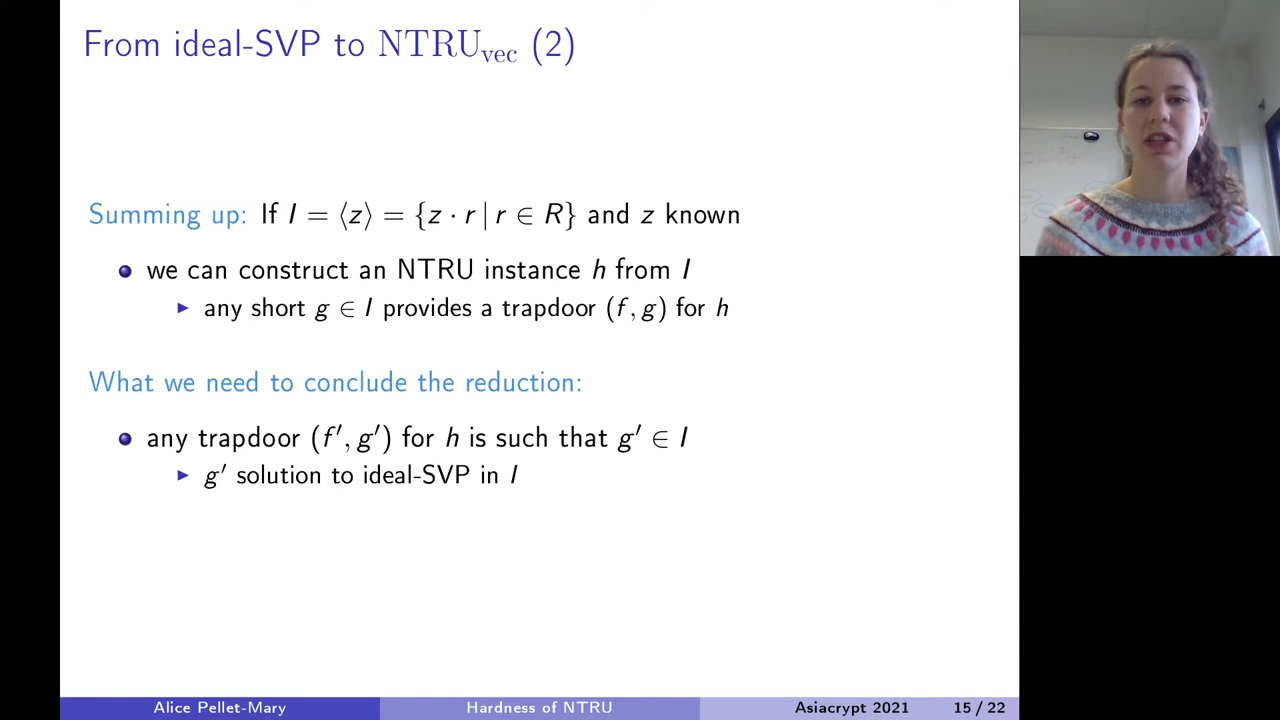 From ideal-SVP to NTRU_vec (2)
Summing up: If I = ⟨z⟩ = {z · r | r ∈ R} and z known
we can construct an NTRU instance h from I
any short g ∈ I provides a trapdoor (f, g) for h
What we need to conclude the reduction:
any trapdoor (f′, g′) for h is such that g′ ∈ I
g′ solution to ideal-SVP in I
Alice Pellet-Mary Hardness of NTRU Asiacrypt 2021 15 / 22